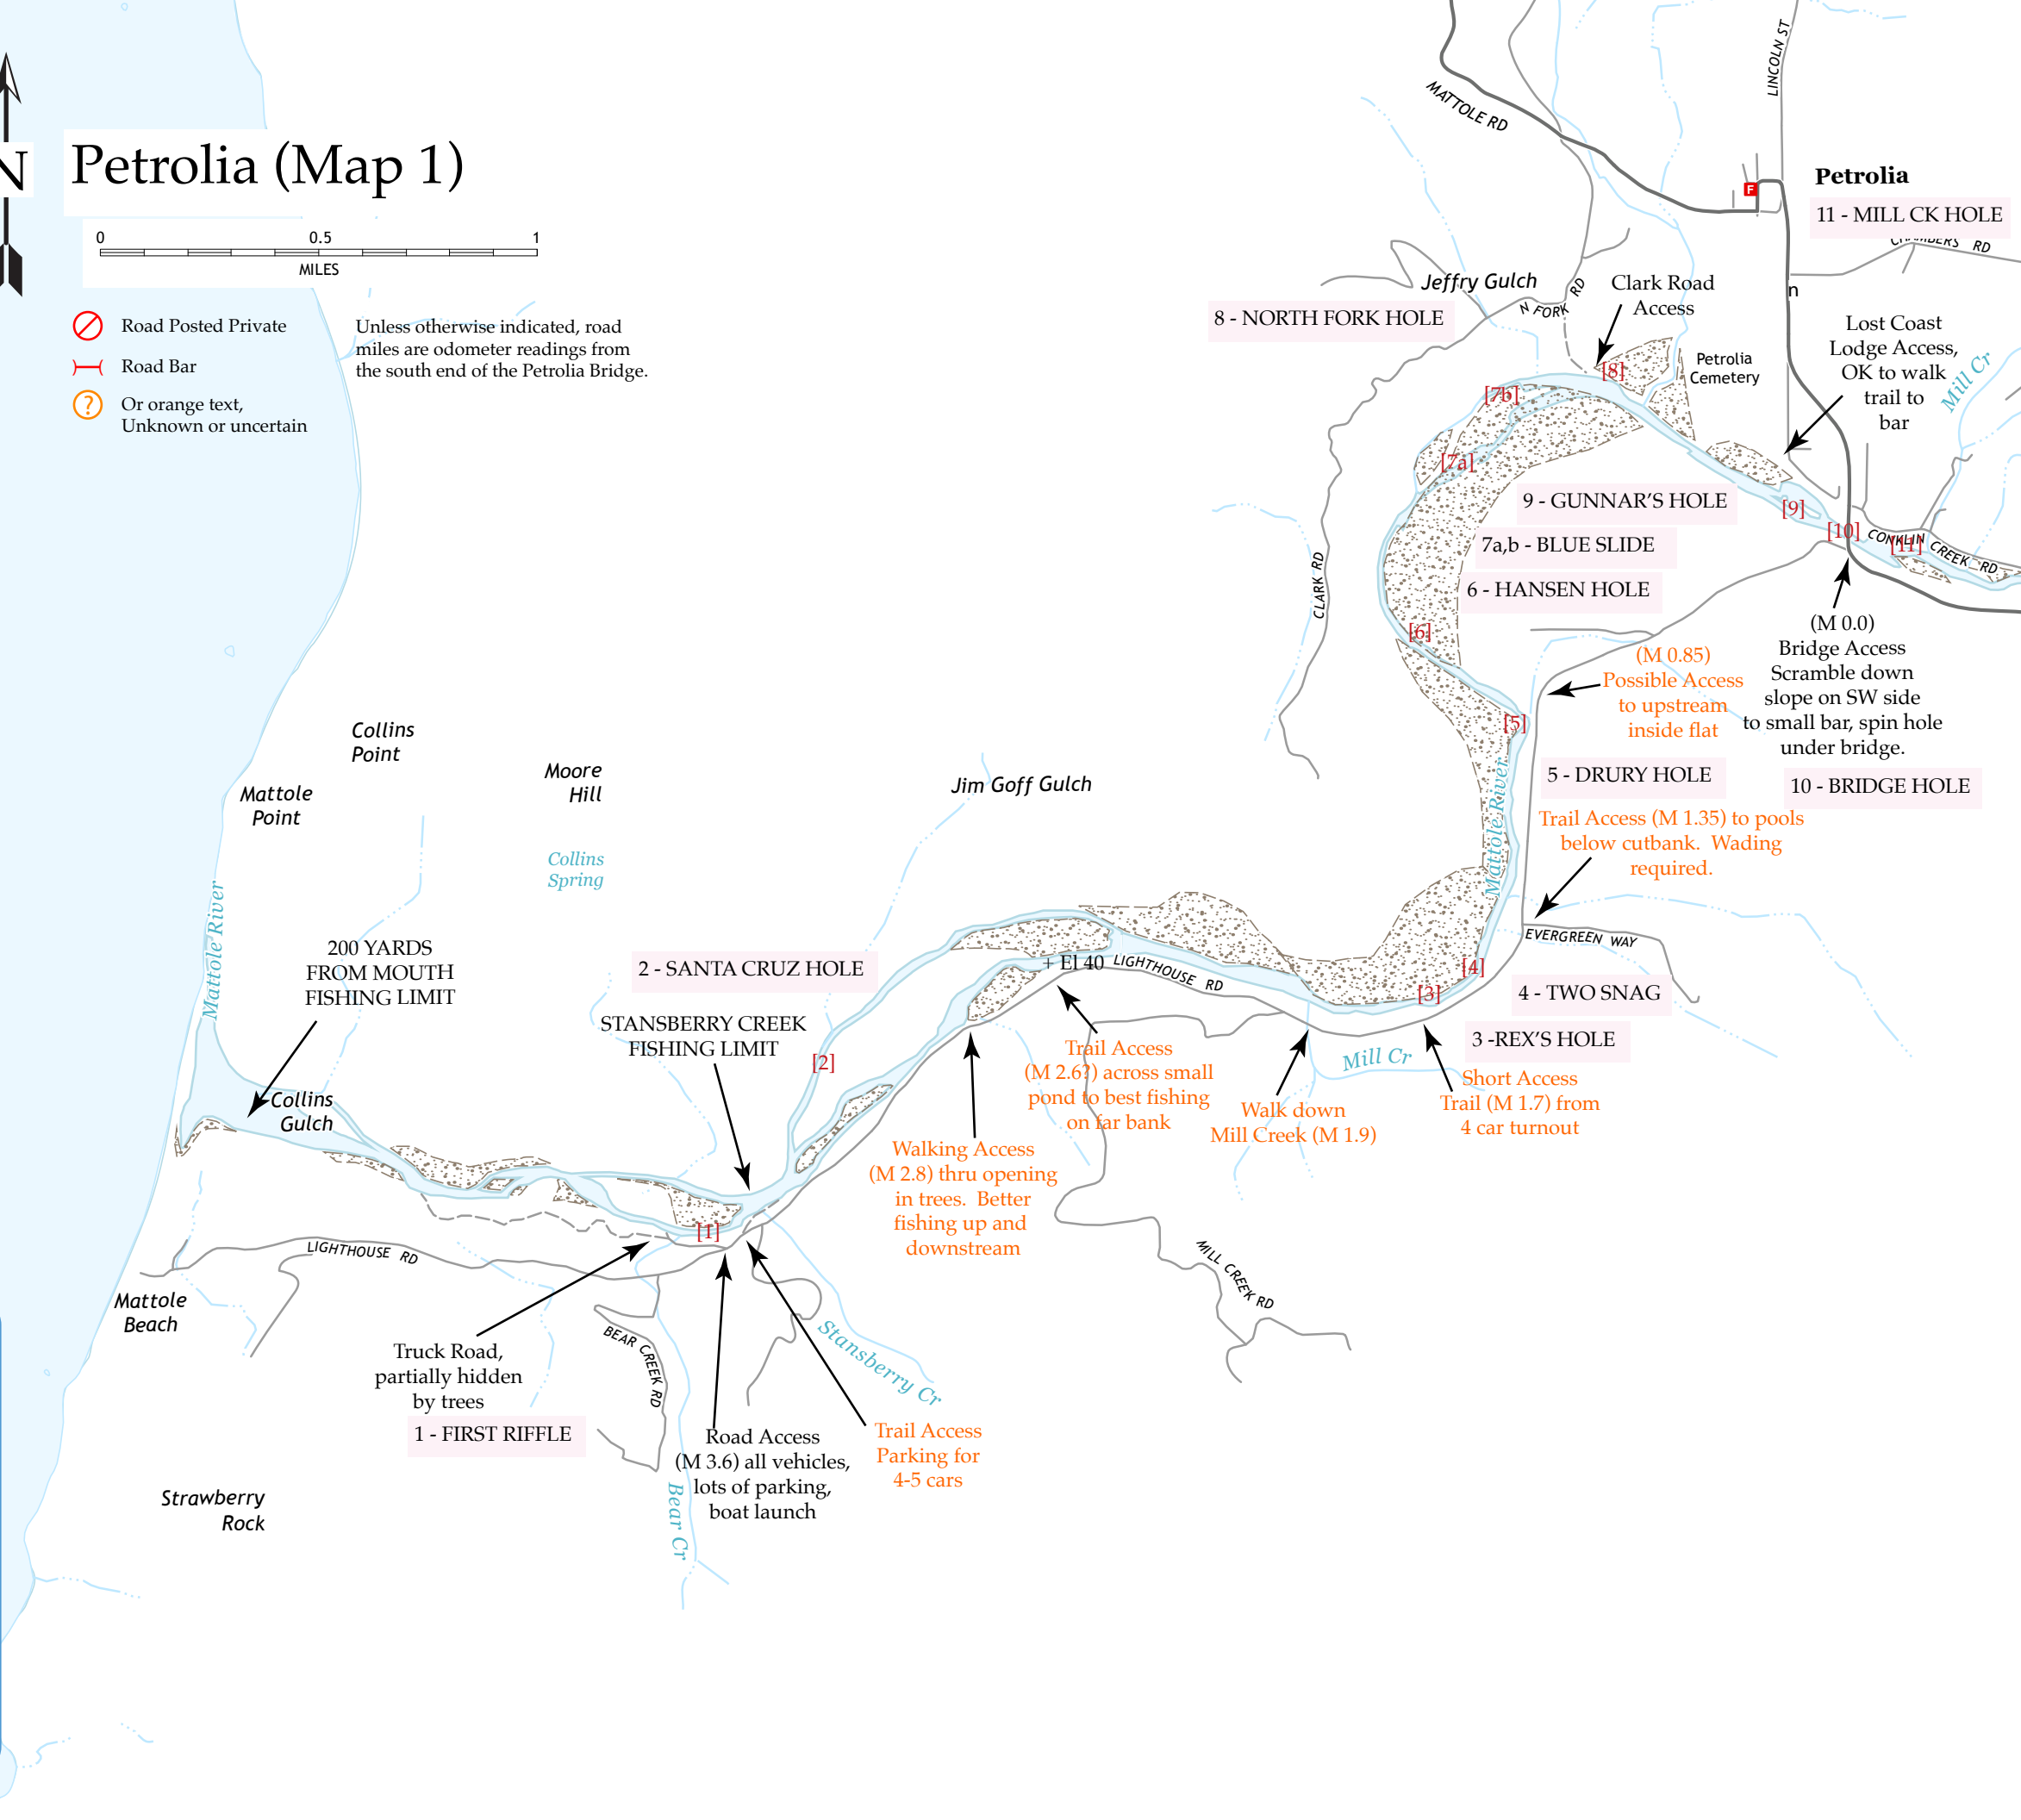 N
Petrolia (Map 1)
0 0.5 1
MILES
Road Posted Private
Road Bar
?
Or orange text,
Unknown or uncertain
Unless otherwise indicated, road
miles are odometer readings from
the south end of the Petrolia Bridge.
MATTOLE RD
LINCOLN ST
F
Petrolia
11 - MILL CK HOLE
CHAMBERS RD
n
Jeffry Gulch
N FORK RD
Clark Road
Access
8 - NORTH FORK HOLE
Lost Coast
Lodge Access,
OK to walk
trail to
bar
Mill Cr
Petrolia
Cemetery
[8]
[7b]
[7a]
9 - GUNNAR'S HOLE
[9]
[10]
[11]
CONKLIN CREEK RD
7a,b - BLUE SLIDE
6 - HANSEN HOLE
CLARK RD
[6]
(M 0.0)
Bridge Access
Scramble down
slope on SW side
to small bar, spin hole
under bridge.
10 - BRIDGE HOLE
(M 0.85)
Possible Access
to upstream
inside flat
[5]
5 - DRURY HOLE
Mattole River
Trail Access (M 1.35) to pools
below cutbank. Wading
required.
EVERGREEN WAY
[4]
4 - TWO SNAG
[3]
3 -REX'S HOLE
Short Access
Trail (M 1.7) from
4 car turnout
Mill Cr
Walk down
Mill Creek (M 1.9)
Collins
Point
Mattole
Point
Moore
Hill
Collins
Spring
Jim Goff Gulch
+ El 40
LIGHTHOUSE RD
Trail Access
(M 2.6?) across small
pond to best fishing
on far bank
Walking Access
(M 2.8) thru opening
in trees. Better
fishing up and
downstream
MILL CREEK RD
2 - SANTA CRUZ HOLE
STANSBERRY CREEK
FISHING LIMIT
[2]
Mattole River
200 YARDS
FROM MOUTH
FISHING LIMIT
Collins
Gulch
[1]
LIGHTHOUSE RD
Mattole
Beach
Truck Road,
partially hidden
by trees
1 - FIRST RIFFLE
BEAR CREEK RD
Stansberry Cr
Road Access
(M 3.6) all vehicles,
lots of parking,
boat launch
Trail Access
Parking for
4-5 cars
Bear Cr
Strawberry
Rock